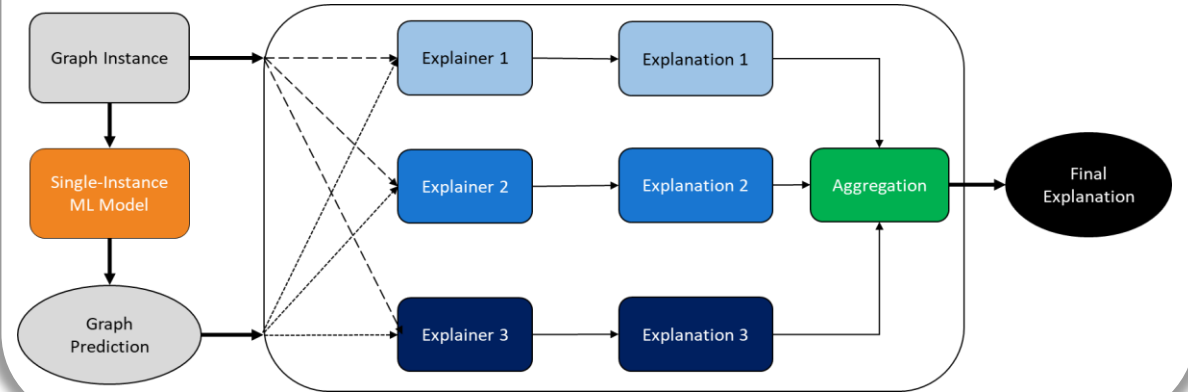 Graph Instance
Explainer 1
Explanation 1
Single-Instance
ML Model
Explainer 2
Explanation 2
Aggregation
Final
Explanation
Graph
Prediction
Explainer 3
Explanation 3